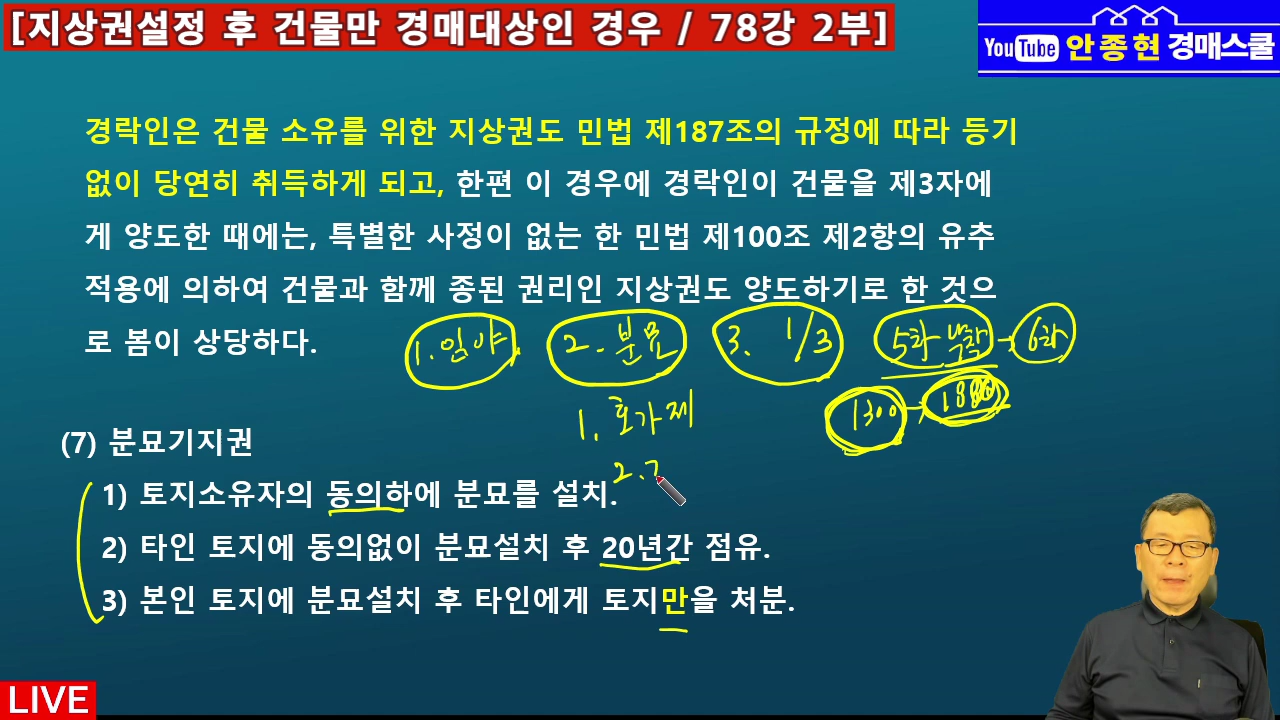 [지상권설정 후 건물만 경매대상인 경우 / 78강 2부]
YouTube 안종현 경매스쿨
경락인은 건물 소유를 위한 지상권도 민법 제187조의 규정에 따라 등기
없이 당연히 취득하게 되고, 한편 이 경우에 경락인이 건물을 제3자에
게 양도한 때에는, 특별한 사정이 없는 한 민법 제100조 제2항의 유추
적용에 의하여 건물과 함께 종된 권리인 지상권도 양도하기로 한 것으
로 봄이 상당하다.
1. 임야, 2. 분묘 3. 1/3 5차 6차
1300
1. 호가제
2.
(7) 분묘기지권
1) 토지소유자의 동의하에 분묘를 설치.
2) 타인 토지에 동의없이 분묘설치 후 20년간 점유.
3) 본인 토지에 분묘설치 후 타인에게 토지만을 처분.
LIVE